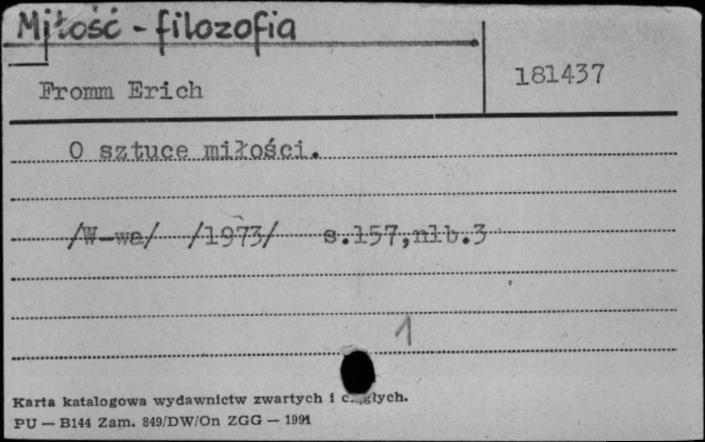 Miłość - filozofia
Fromm Erich
181437
O sztuce miłości.
/W-wa/ /1973/ s.157,nlb.3
1
Karta katalogowa wydawnictw zwartych i
PU — B144 Zam. 849/DW/On ZGG — 1991